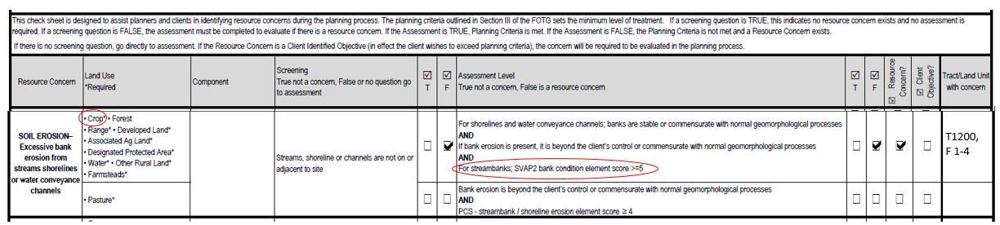 This check sheet is designed to assist planners and clients in identifying resource concerns during the planning process. The planning criteria outlined in Section III of the FOTG sets the minimum level of treatment. If a screening question is TRUE, this indicates no resource concern exists and no assessment is
required. If a screening question is FALSE, the assessment must be completed to evaluate if there is a resource concern. If the Assessment is TRUE, Planning Criteria is met. If the Assessment is FALSE, the Planning Criteria is not met and a Resource Concern exists.
If there is no screening question, go directly to assessment. If the Resource Concern is a Client Identified Objective (in effect the client wishes to exceed planning criteria), the concern will be required to be evaluated in the planning process.
Resource Concern
Land Use
*Required
Component
Screening
True not a concern, False or no question go
to assessment
☑
T
☑
F
Assessment Level
True not a concern, False is a resource concern
☑
T
☑
F
☑ Resource
Concern?
☑ Client
Objective?
Tract/Land Unit
with concern
SOIL EROSION–
Excessive bank
erosion from
streams shorelines
or water conveyance
channels
• Crop* • Forest
• Range* • Developed Land*
• Associated Ag Land*
• Designated Protected Area*
• Water* • Other Rural Land*
• Farmsteads*
Streams, shoreline or channels are not on or
adjacent to site
For shorelines and water conveyance channels; banks are stable or commensurate with normal geomorphological processes
AND
If bank erosion is present, it is beyond the client's control or commensurate with normal geomorphological processes
AND
For streambanks; SVAP2 bank condition element score >=5
T1200,
F 1-4
• Pasture*
Bank erosion is beyond the client's control or commensurate with normal geomorphological processes
AND
PCS - streambank / shoreline erosion element score ≥ 4